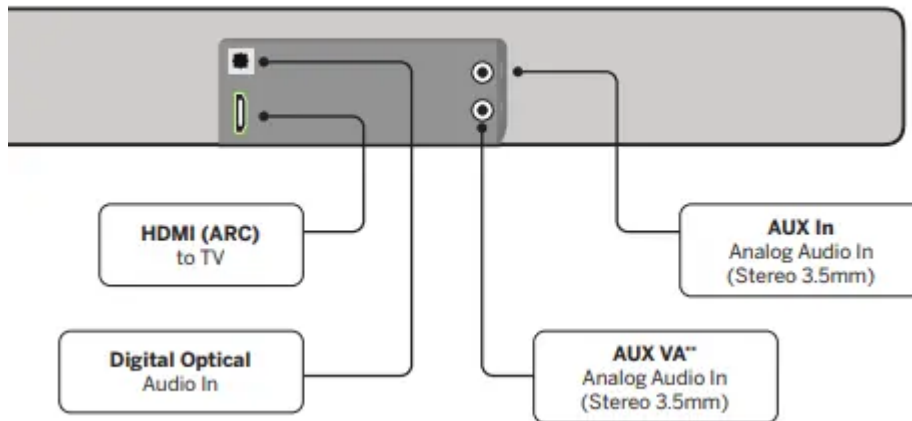 HDMI (ARC)
to TV
Digital Optical
Audio In
AUX In
Analog Audio In
(Stereo 3.5mm)
AUX VA**
Analog Audio In
(Stereo 3.5mm)